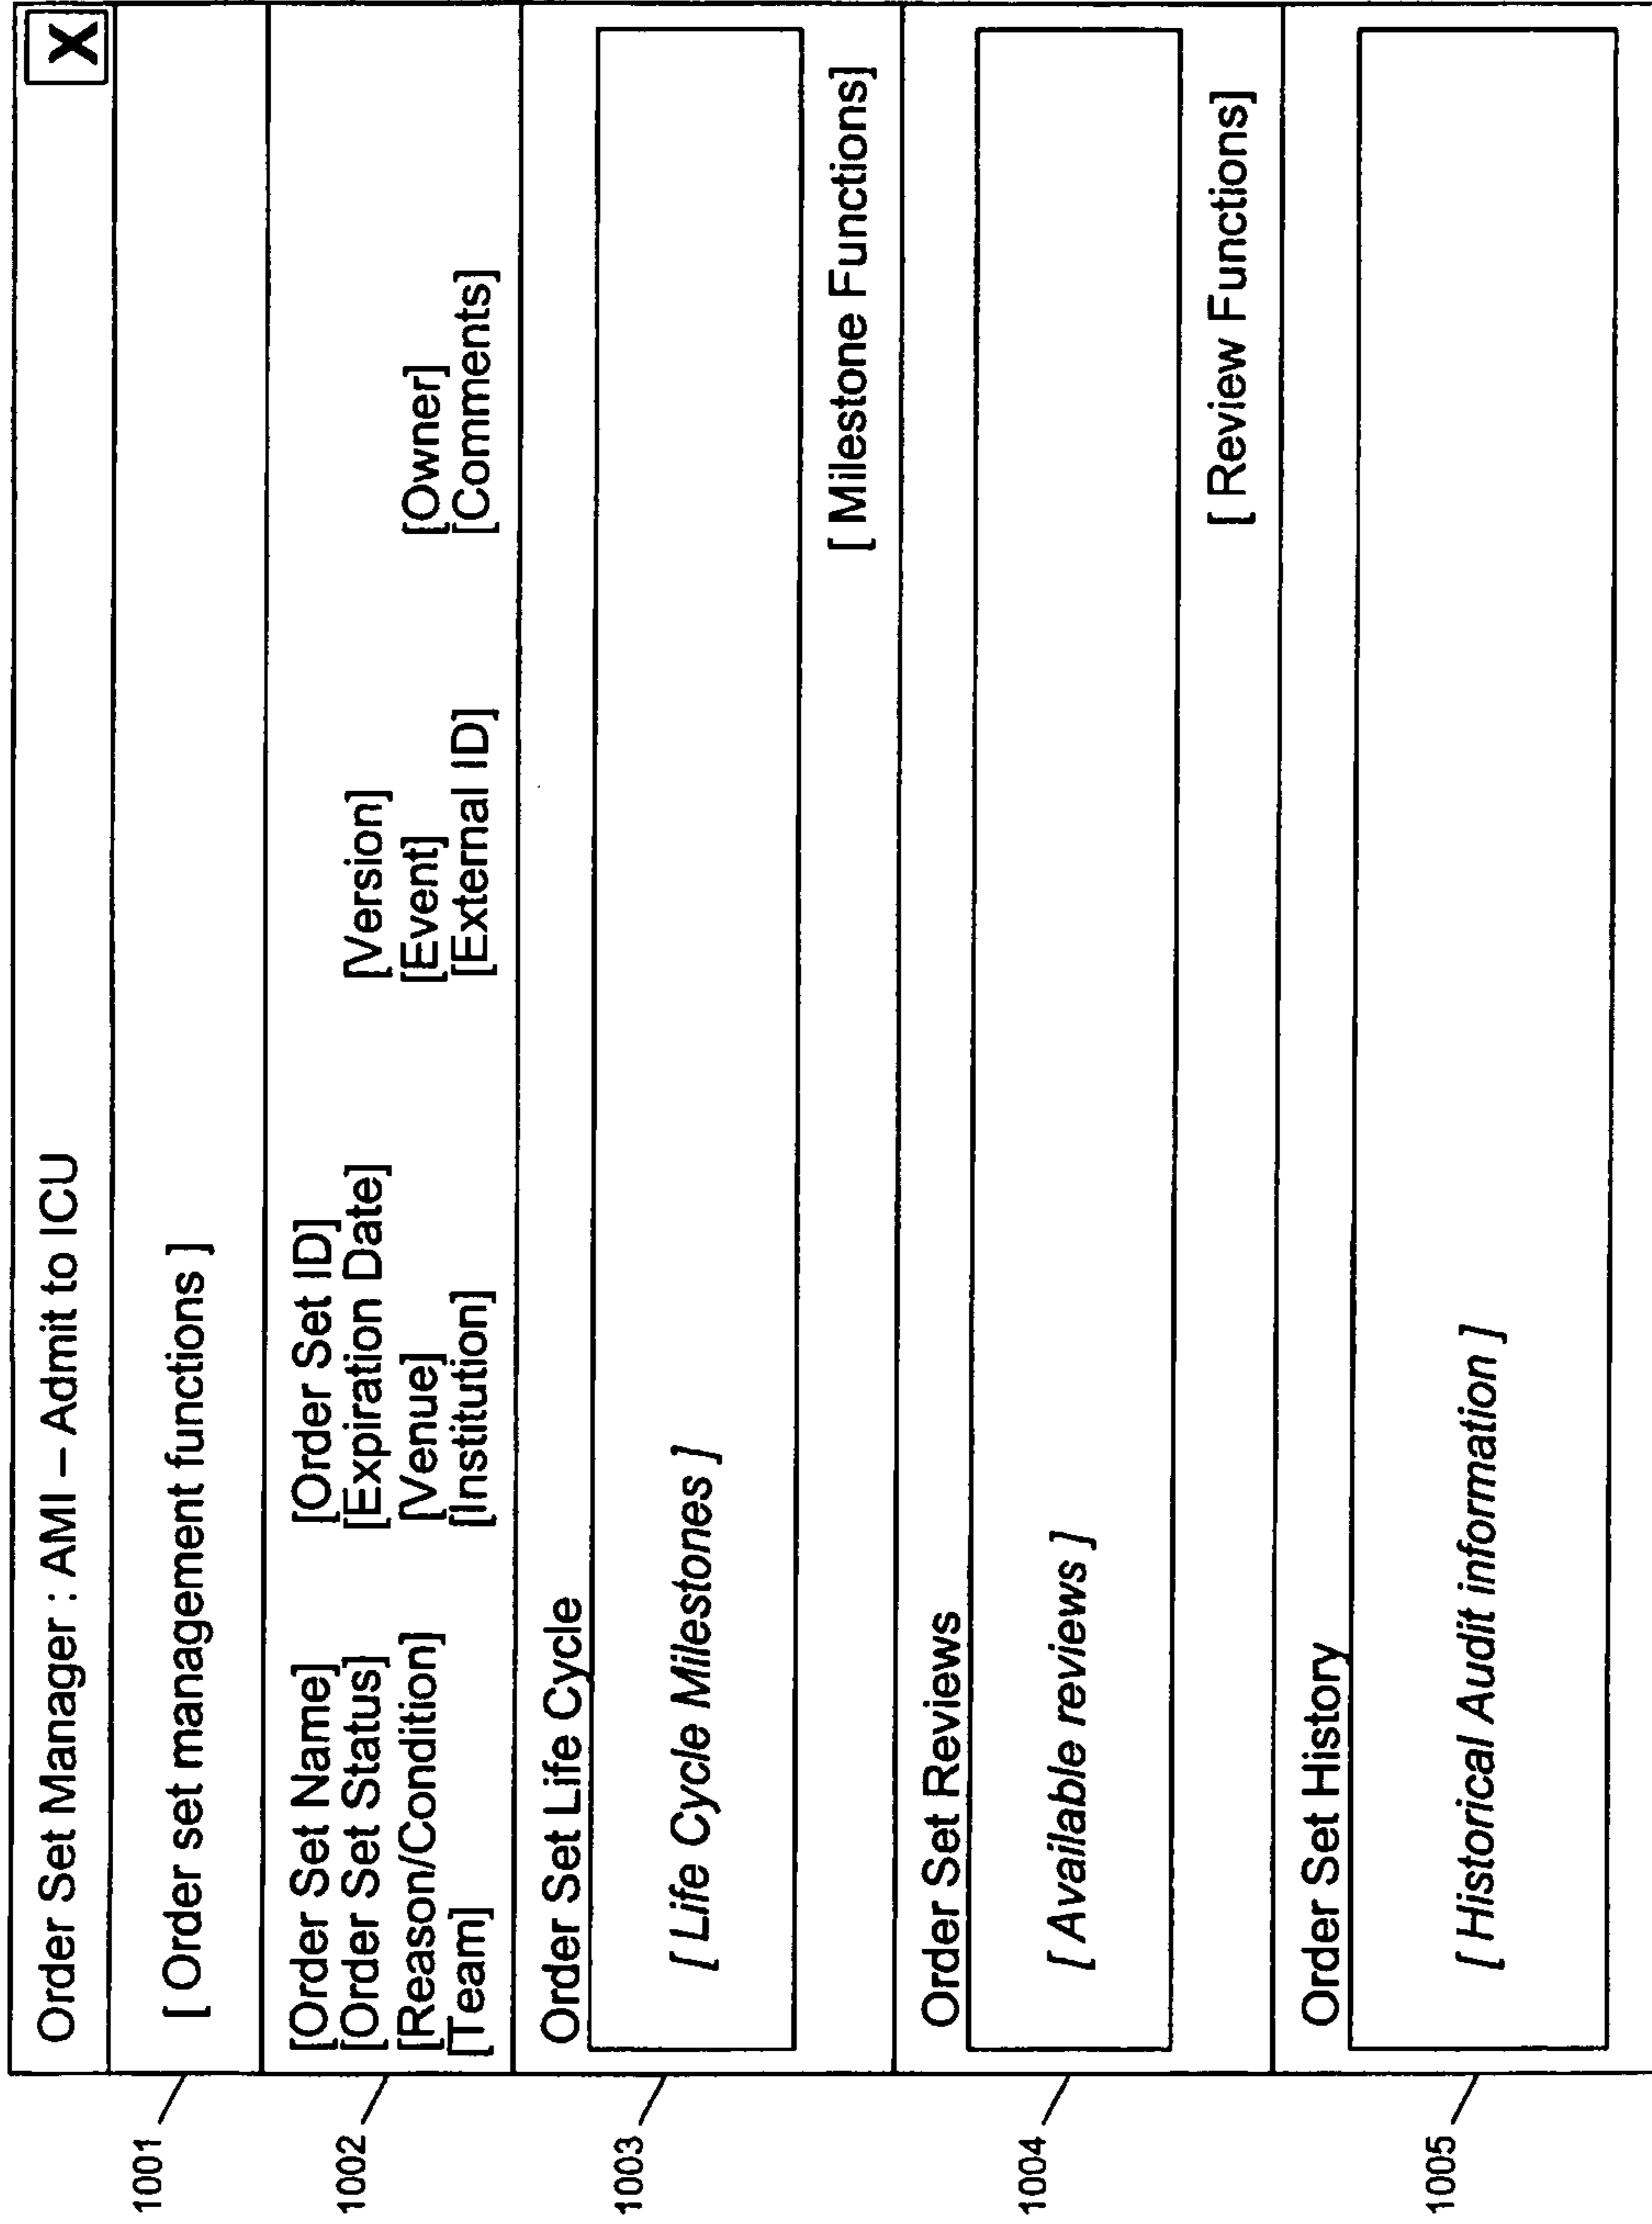 Order Set Manager : AMI – Admit to ICU X
1001 [ Order set management functions ]
1002
[Order Set Name] [Order Set ID]
[Order Set Status] [Expiration Date] [Version]
[Reason/Condition] [Venue] [Event] [Owner]
[Team] [Institution] [External ID] [Comments]
Order Set Life Cycle
1003 [ Life Cycle Milestones ]
[ Milestone Functions]
Order Set Reviews
1004 [ Available reviews ]
[ Review Functions]
Order Set History
1005 [ Historical Audit information ]